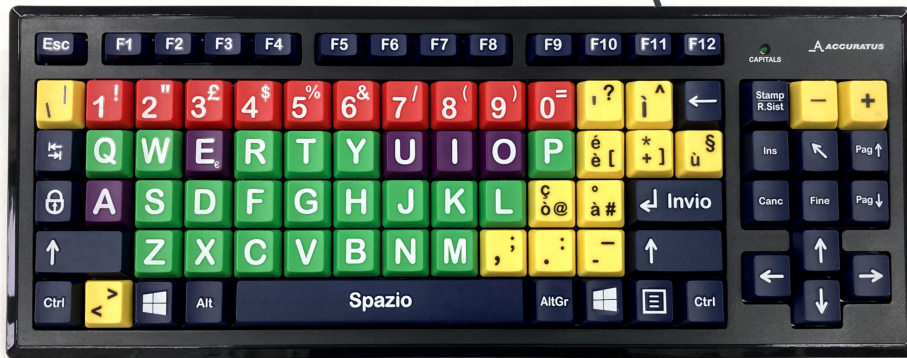 Esc F1 F2 F3 F4 F5 F6 F7 F8 F9 F10 F11 F12 CAPITALS ACCURATUS
\ | 1 ! 2 " 3 £ 4 $ 5 % 6 & 7 / 8 ( 9 ) 0 = ' ? ì ^ ← Stamp R.Sist − +
Q W E € R T Y U I O P é è [ * + ] § ù Ins ↖ Pag ↑
A S D F G H J K L ç ò @ ° à # ↲ Invio Canc Fine Pag ↓
↑ Z X C V B N M , ; . : - _ ↑ ↑
Ctrl < > Alt Spazio AltGr Ctrl ← ↓ →